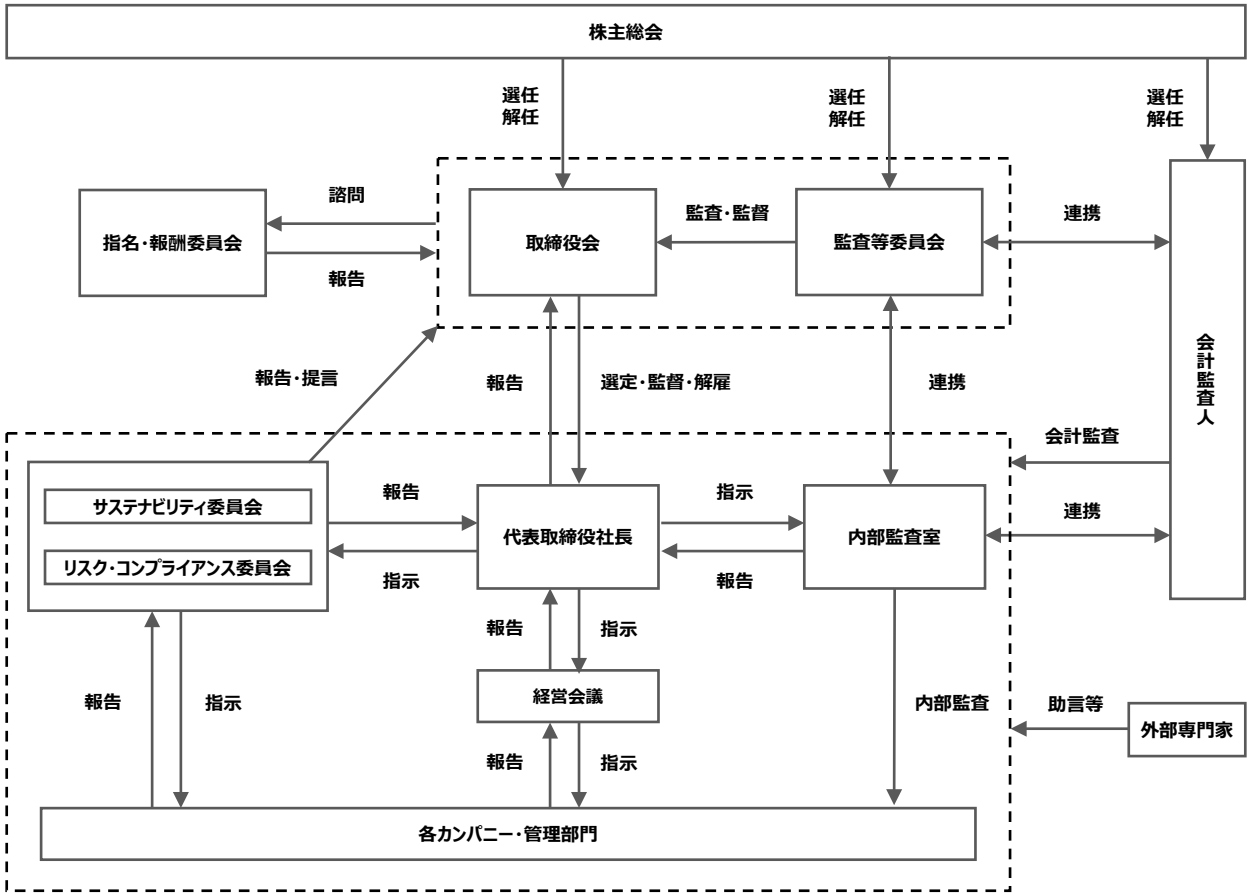 株主総会
選任
解任
選任
解任
選任
解任
諮問
指名・報酬委員会
報告
取締役会
監査・監督
監査等委員会
連携
会計監査人
報告・提言
報告
選定・監督・解雇
連携
会計監査
サステナビリティ委員会
リスク・コンプライアンス委員会
報告
指示
代表取締役社長
指示
報告
内部監査室
連携
報告
指示
経営会議
報告
指示
内部監査
助言等
外部専門家
報告
指示
各カンパニー・管理部門